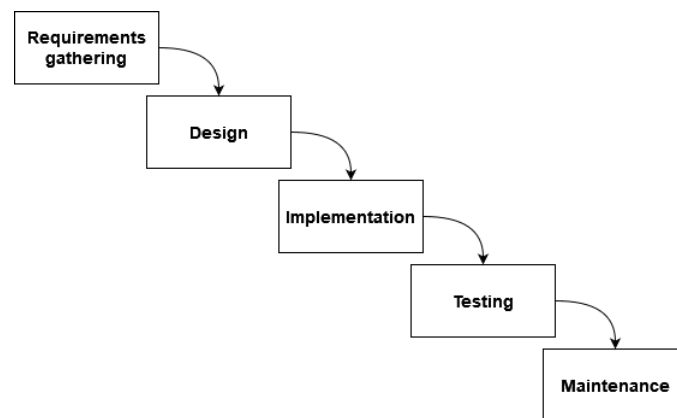 Requirements
gathering
Design
Implementation
Testing
Maintenance